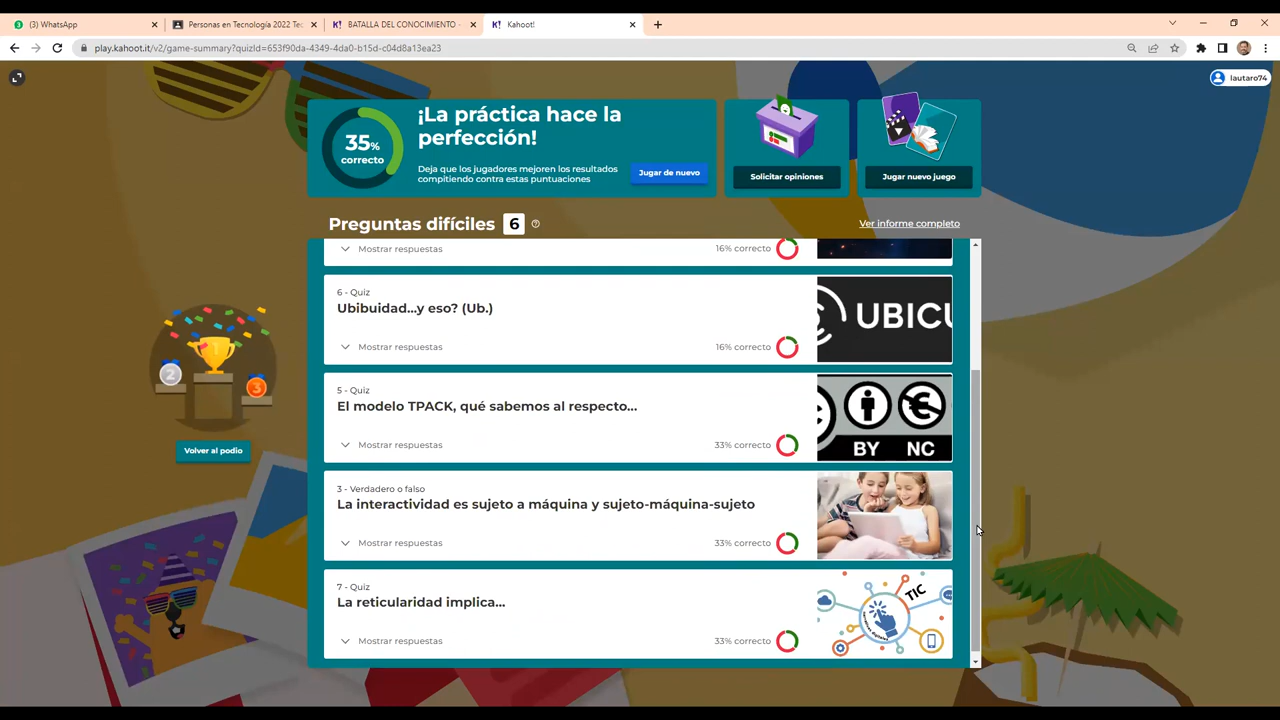 (3) WhatsApp
Personas en Tecnología 2022 Tec
BATALLA DEL CONOCIMIENTO -
Kahoot!
play.kahoot.it/v2/game-summary?quizId=653f90da-4349-4da0-b15d-c04d8a13ea23
lautaro74
35%
correcto
¡La práctica hace la
perfección!
Deja que los jugadores mejoren los resultados
compitiendo contra estas puntuaciones
Jugar de nuevo
Solicitar opiniones
Jugar nuevo juego
Preguntas difíciles 6
Ver informe completo
Mostrar respuestas
16% correcto
6 - Quiz
Ubibuidad...y eso? (Ub.)
Mostrar respuestas
16% correcto
UBICU
5 - Quiz
El modelo TPACK, qué sabemos al respecto...
Mostrar respuestas
33% correcto
BY NC
3 - Verdadero o falso
La interactividad es sujeto a máquina y sujeto-máquina-sujeto
Mostrar respuestas
33% correcto
7 - Quiz
La reticularidad implica...
Mostrar respuestas
33% correcto
TIC
2
3
Volver al podio